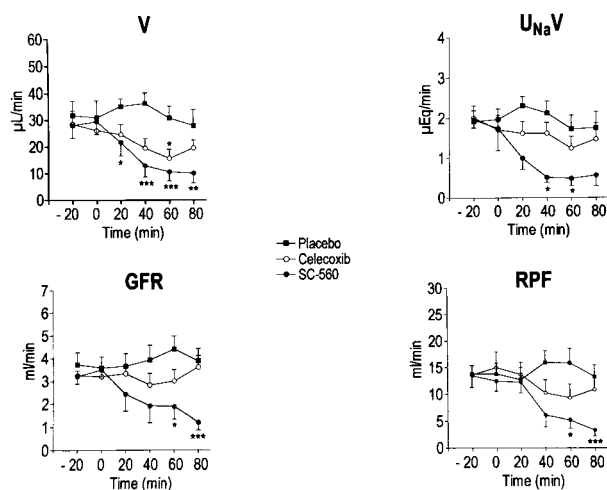 V
60
50
40
30
20
10
0
µL/min
*
***
*
***
**
- 20 0 20 40 60 80
Time (min)
U_NaV
4
3
2
1
0
µEq/min
*
*
- 20 0 20 40 60 80
Time (min)
Placebo
Celecoxib
SC-560
GFR
7
6
5
4
3
2
1
0
ml/min
*
***
- 20 0 20 40 60 80
Time (min)
RPF
30
25
20
15
10
5
0
ml/min
*
***
- 20 0 20 40 60 80
Time (min)